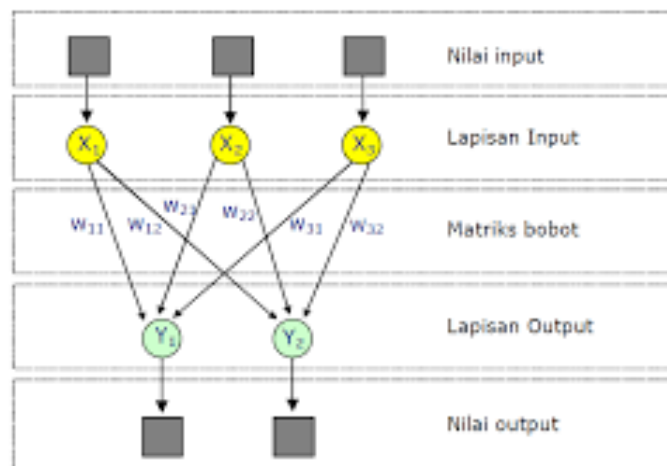 Nilai input
X₁ X₂ X₃ Lapisan Input
w₁₁ w₁₂ w₂₁ w₂₂ w₃₁ w₃₂ Matriks bobot
Y₁ Y₂ Lapisan Output
Nilai output